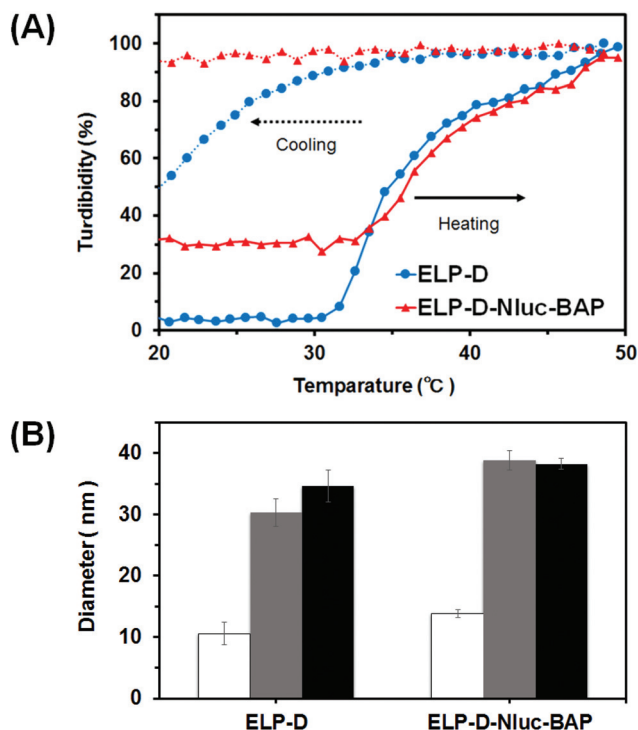 (A)
Turdibidity (%)
100
80
60
40
20
0
Cooling
Heating
ELP-D
ELP-D-Nluc-BAP
20
30
40
50
Temparature (°C)
(B)
Diameter ( nm)
40
30
20
10
0
ELP-D
ELP-D-Nluc-BAP